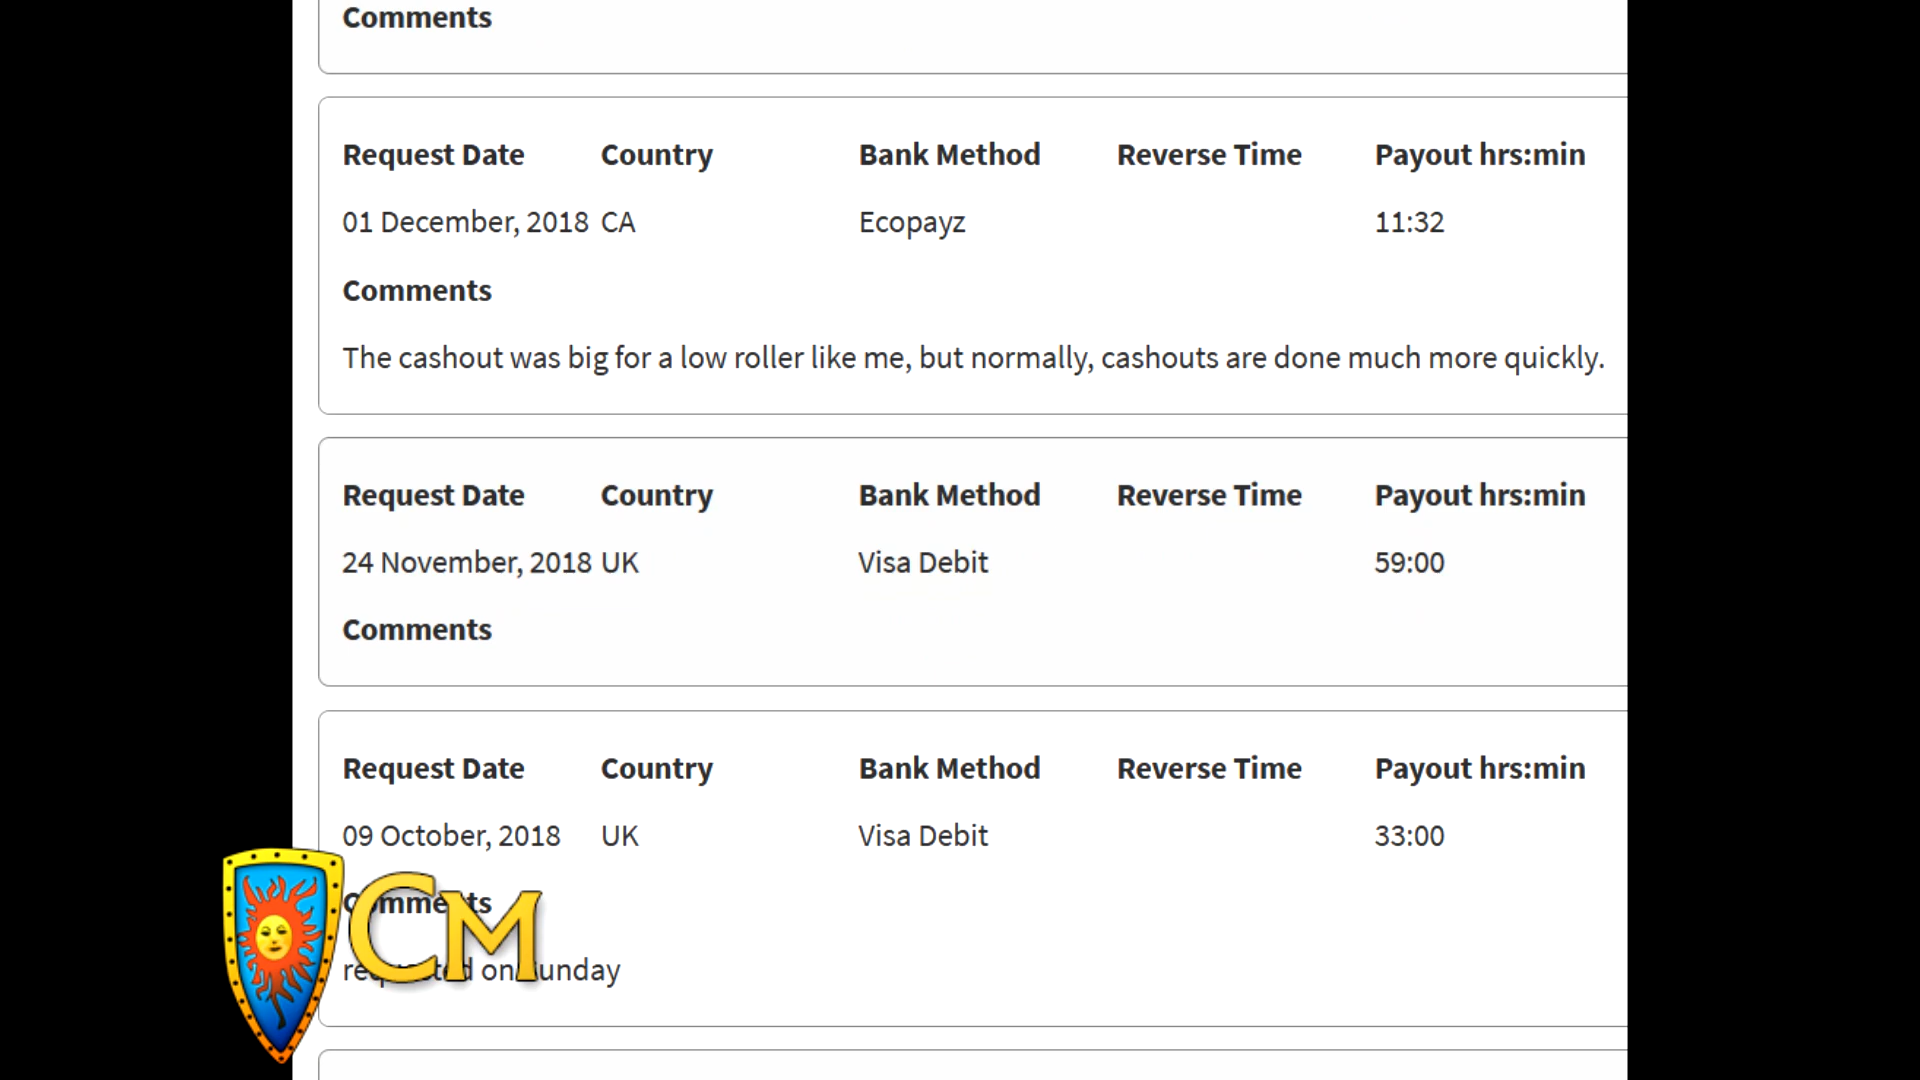 Comments
Request Date Country Bank Method Reverse Time Payout hrs:min
01 December, 2018 CA Ecopayz 11:32
Comments
The cashout was big for a low roller like me, but normally, cashouts are done much more quickly.
Request Date Country Bank Method Reverse Time Payout hrs:min
24 November, 2018 UK Visa Debit 59:00
Comments
Request Date Country Bank Method Reverse Time Payout hrs:min
09 October, 2018 UK Visa Debit 33:00
Comments
requested on
CM